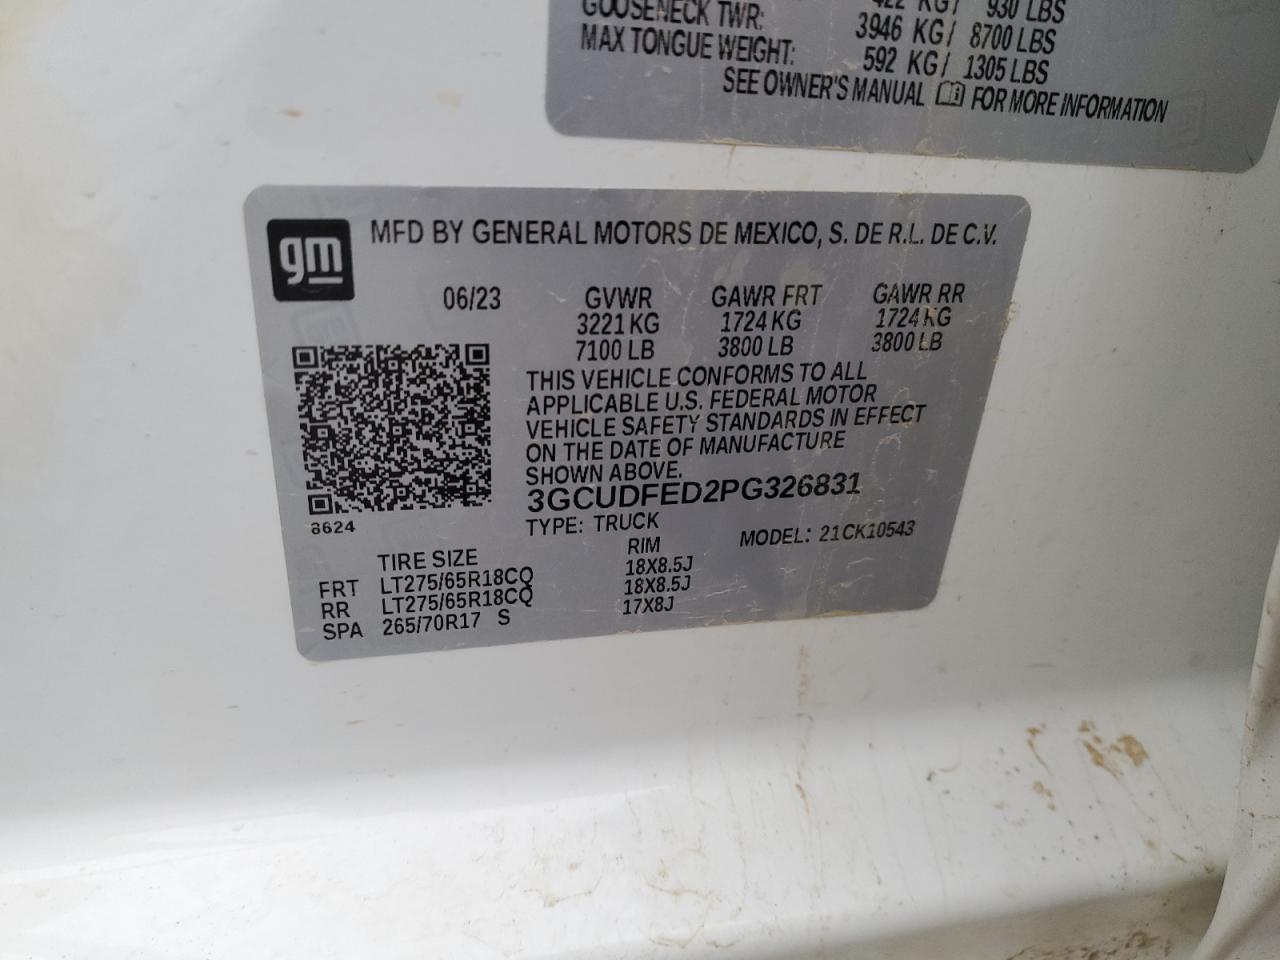 422 KG/ 930 LBS
GOOSENECK TWR: 3946 KG/ 8700 LBS
MAX TONGUE WEIGHT: 592 KG/ 1305 LBS
SEE OWNER'S MANUAL FOR MORE INFORMATION
gm MFD BY GENERAL MOTORS DE MEXICO, S. DE R.L. DE C.V.
06/23 GVWR GAWR FRT GAWR RR
3221 KG 1724 KG 1724 KG
7100 LB 3800 LB 3800 LB
THIS VEHICLE CONFORMS TO ALL
APPLICABLE U.S. FEDERAL MOTOR
VEHICLE SAFETY STANDARDS IN EFFECT
ON THE DATE OF MANUFACTURE
SHOWN ABOVE.
3GCUDFED2PG326831
8624 TYPE: TRUCK MODEL: 21CK10543
TIRE SIZE RIM
FRT LT275/65R18CQ 18X8.5J
RR LT275/65R18CQ 18X8.5J
SPA 265/70R17 S 17X8J